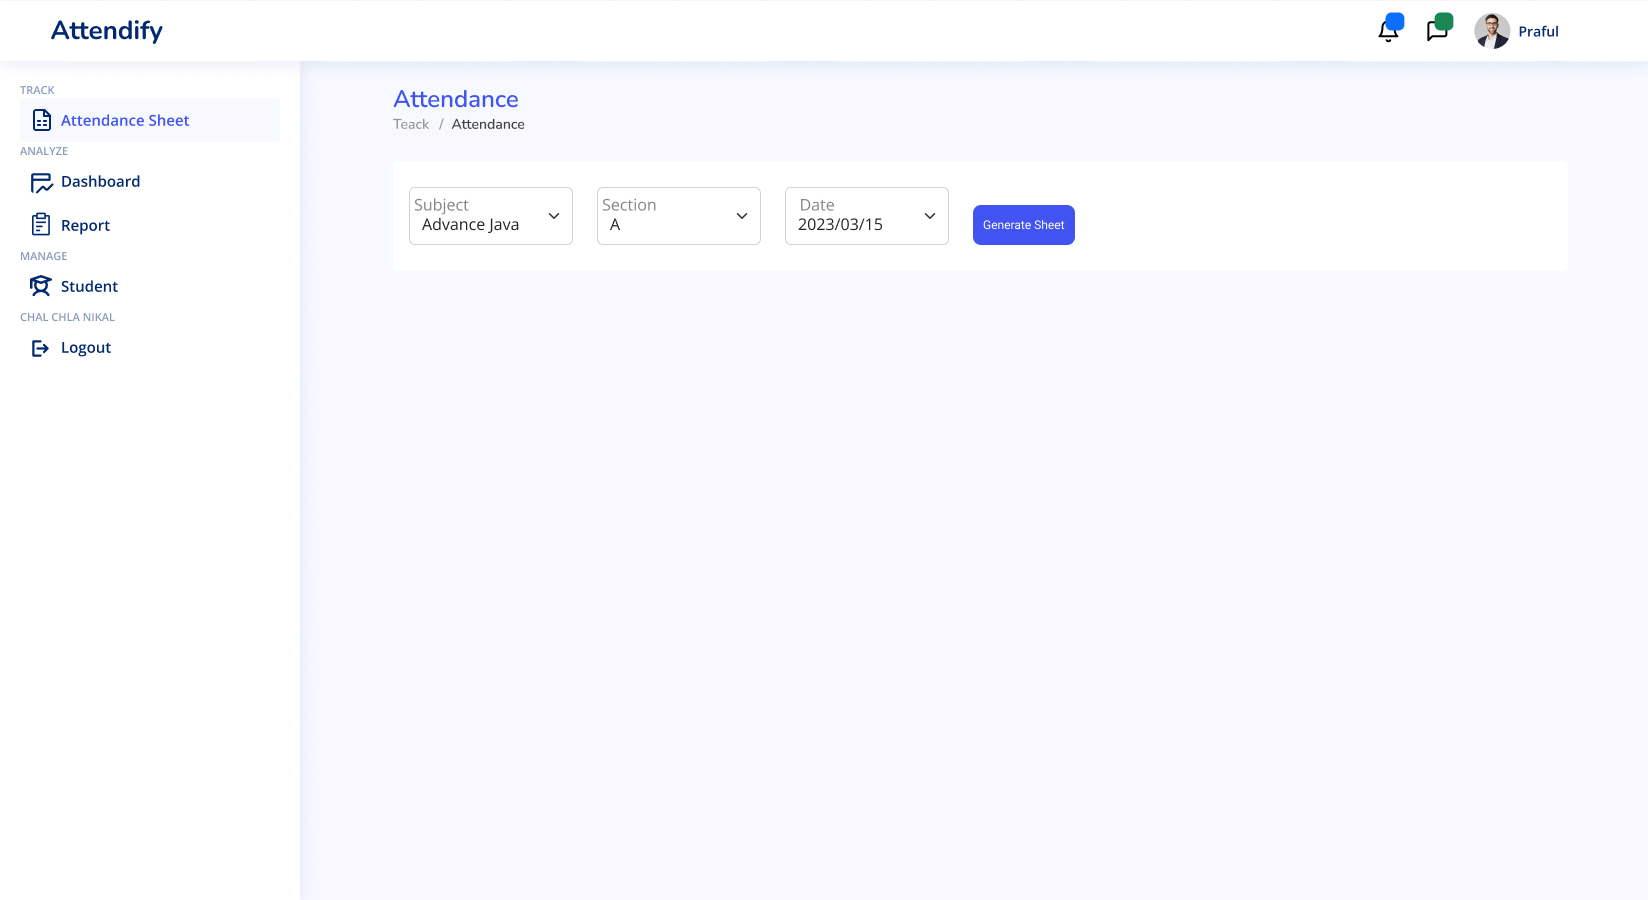 Attendify
Praful
TRACK
Attendance Sheet
ANALYZE
Dashboard
Report
MANAGE
Student
CHAL CHLA NIKAL
Logout
Attendance
Teack / Attendance
Subject
Advance Java
Section
A
Date
2023/03/15
Generate Sheet